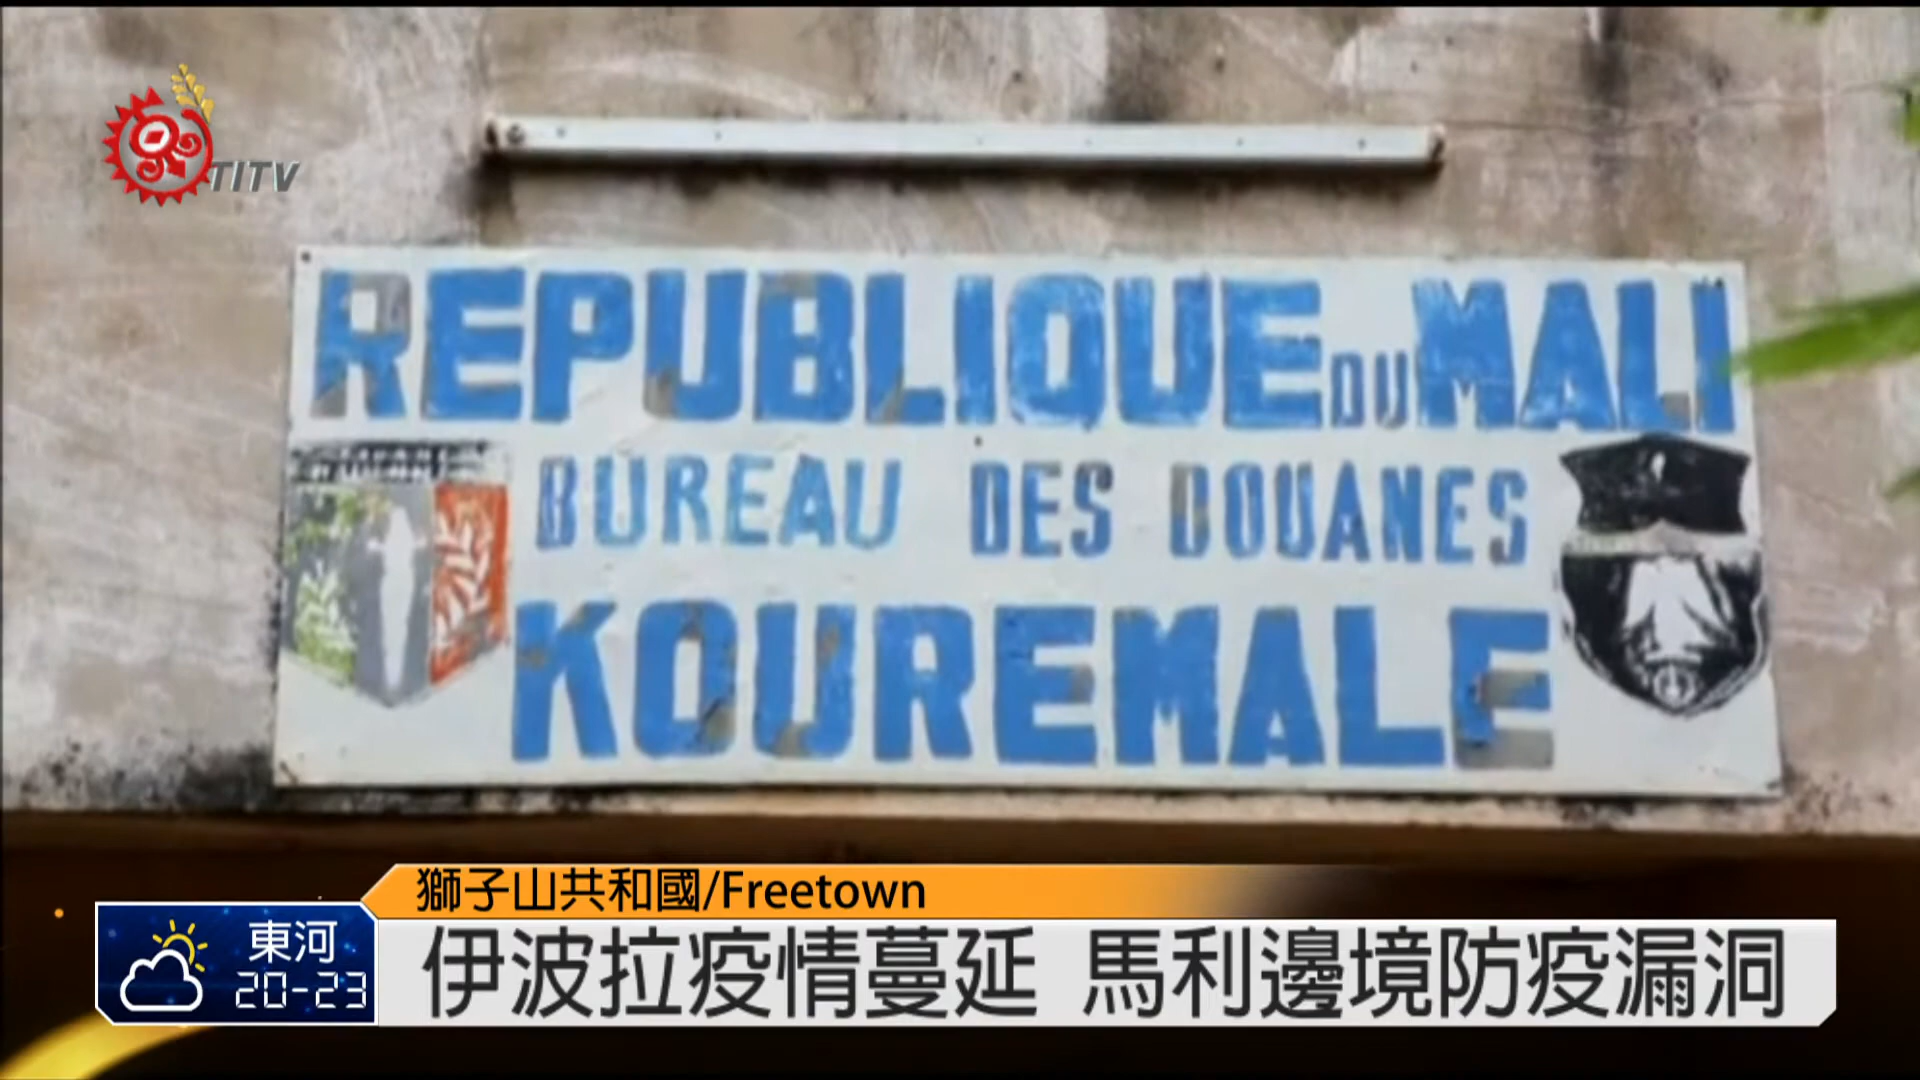 TITV
REPUBLIQUE DU MALI
BUREAU DES DOUANES
KOUREMALE
獅子山共和國/Freetown
東河
20-23
伊波拉疫情蔓延 馬利邊境防疫漏洞